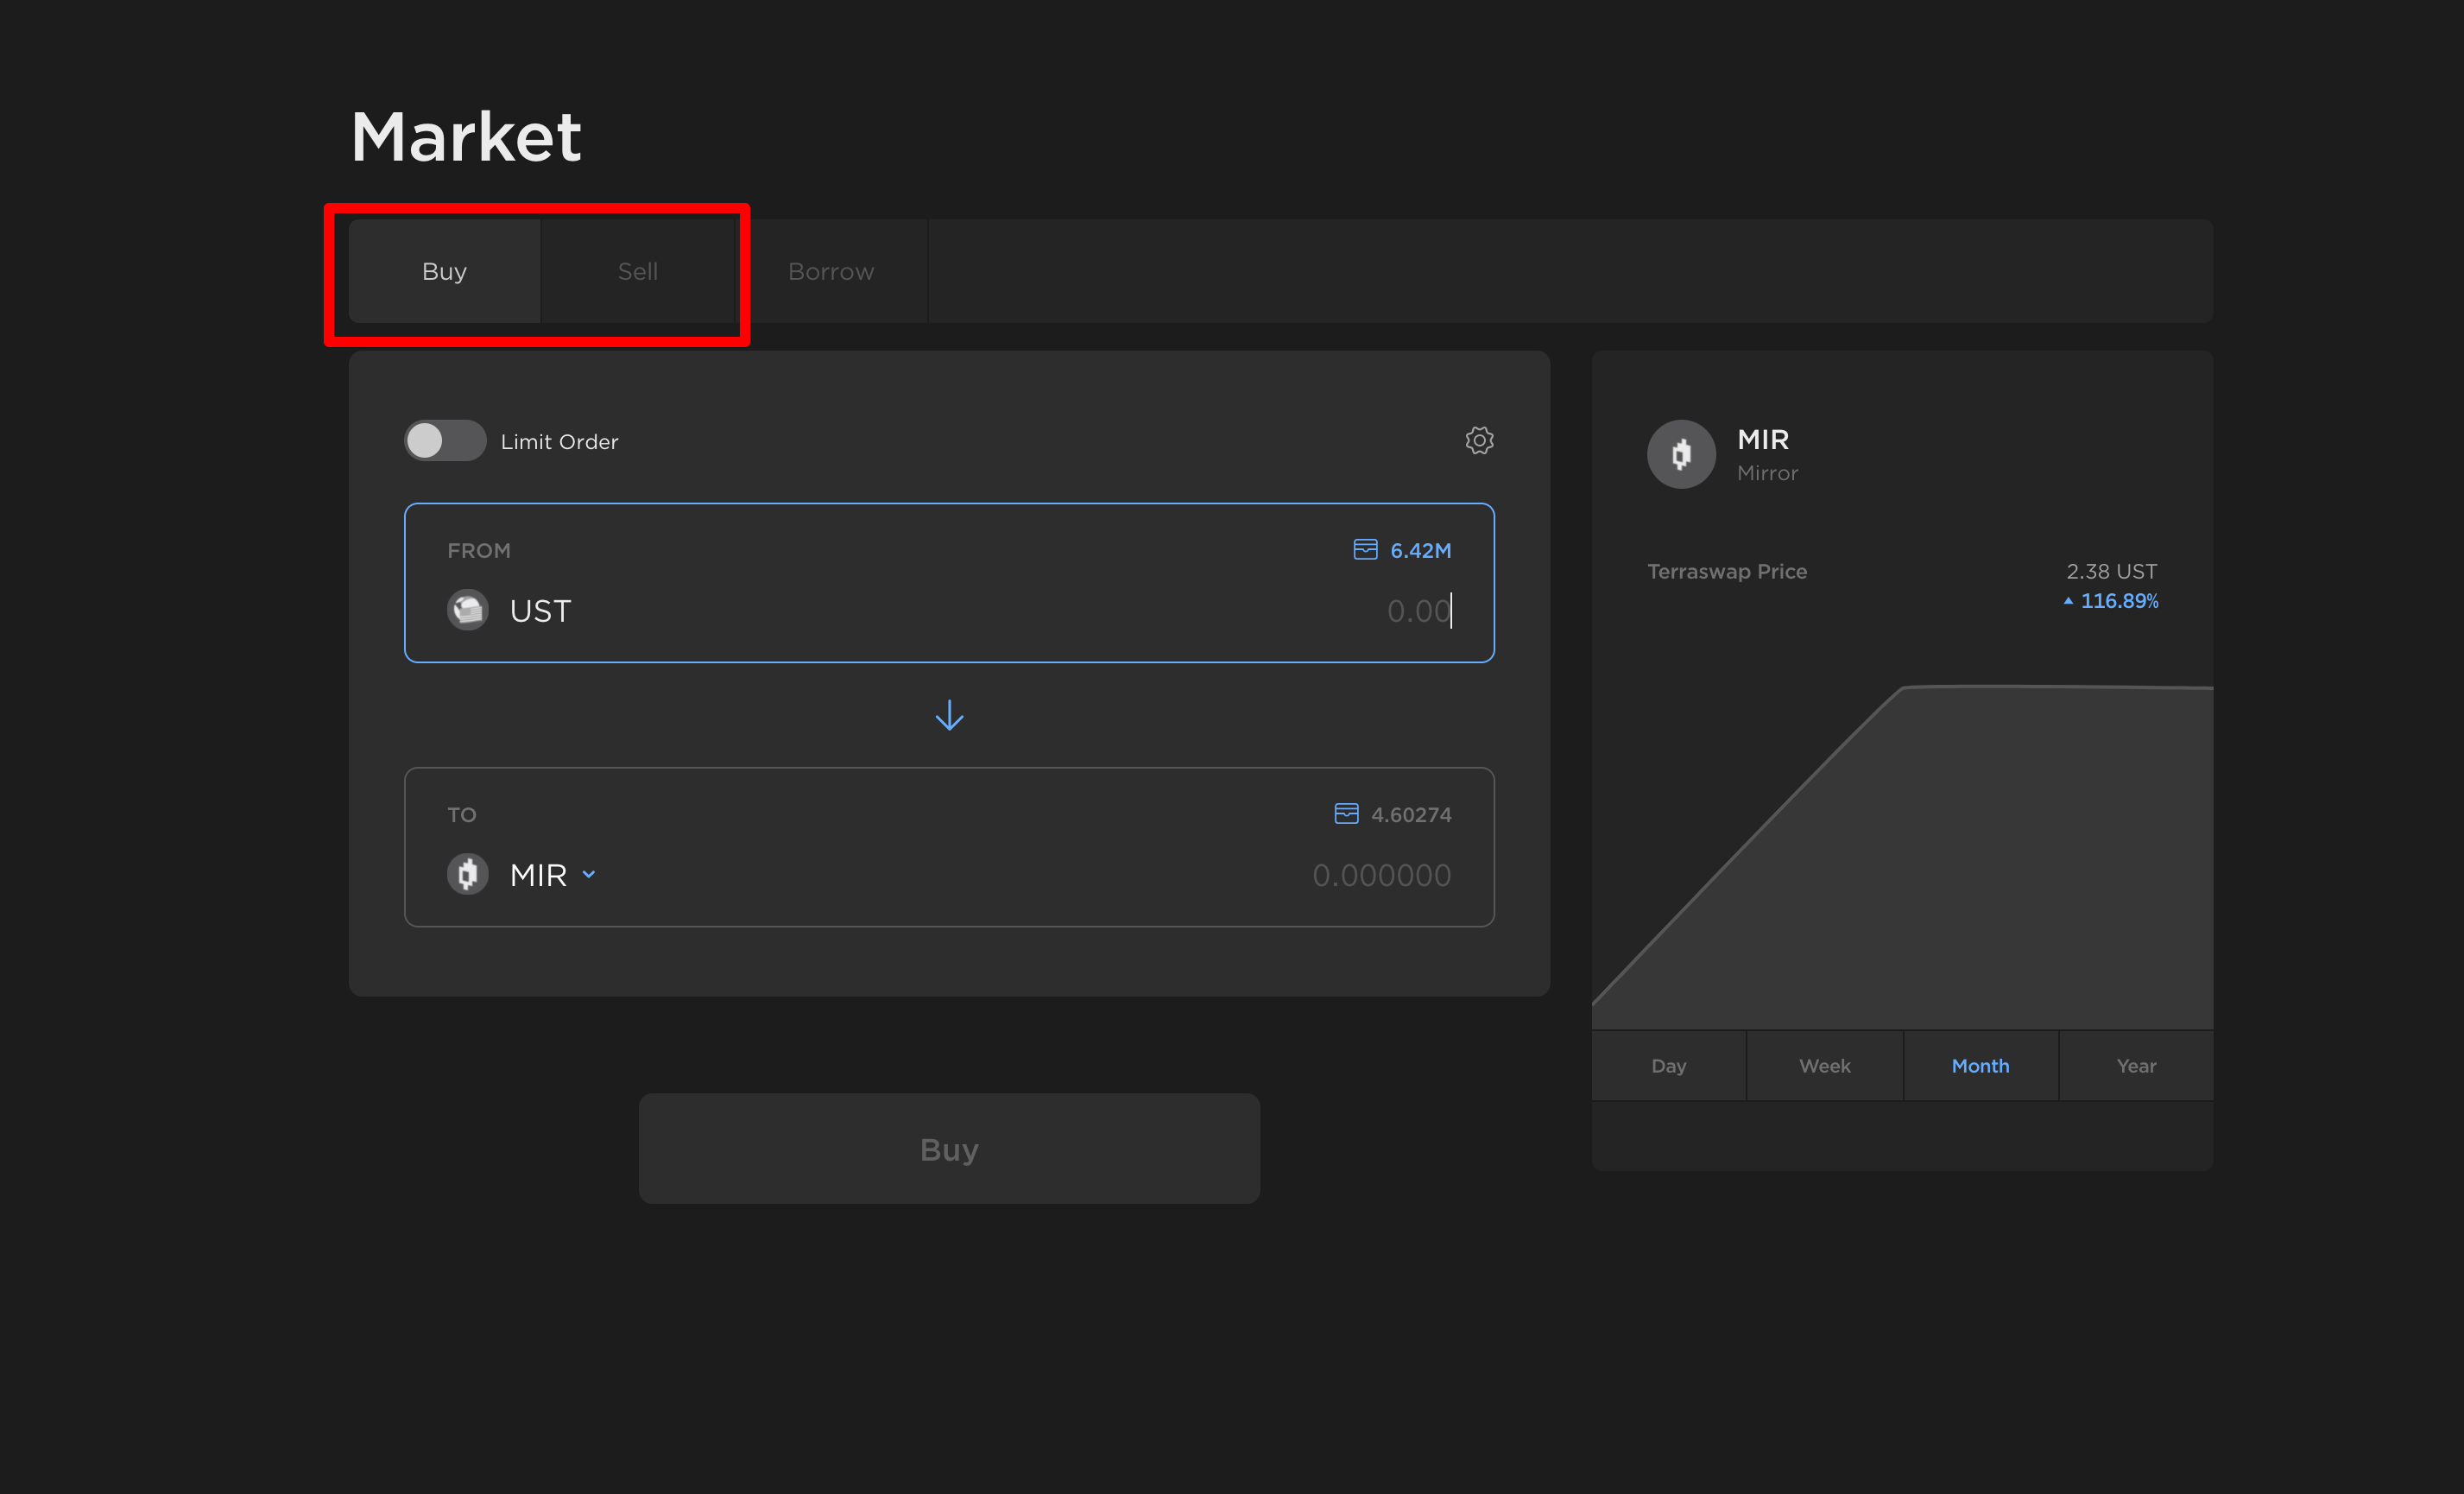 Market
Buy
Sell
Borrow
Limit Order
FROM
6.42M
UST
0.00
TO
4.60274
MIR
0.000000
Buy
MIR
Mirror
Terraswap Price
2.38 UST
116.89%
Day
Week
Month
Year